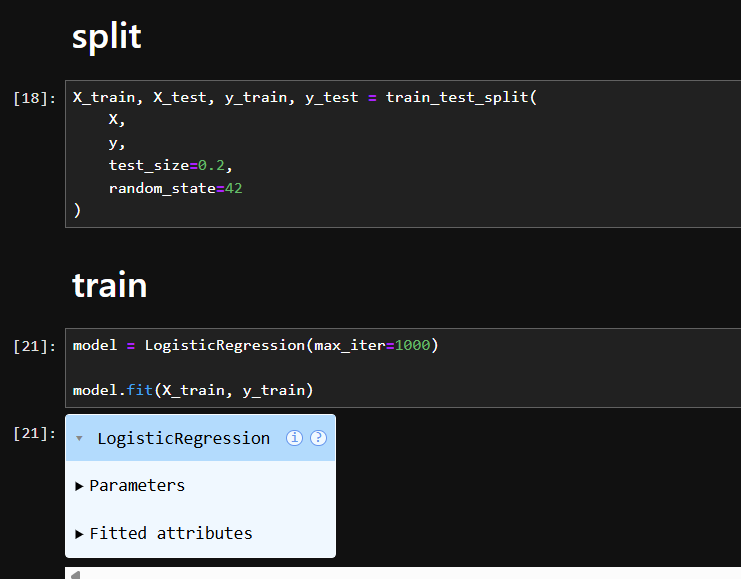 split
[18]:
X_train, X_test, y_train, y_test = train_test_split(
    X,
    y,
    test_size=0.2,
    random_state=42
)
train
[21]:
model = LogisticRegression(max_iter=1000)
model.fit(X_train, y_train)
[21]:
▾ LogisticRegression i ?
▶ Parameters
▶ Fitted attributes